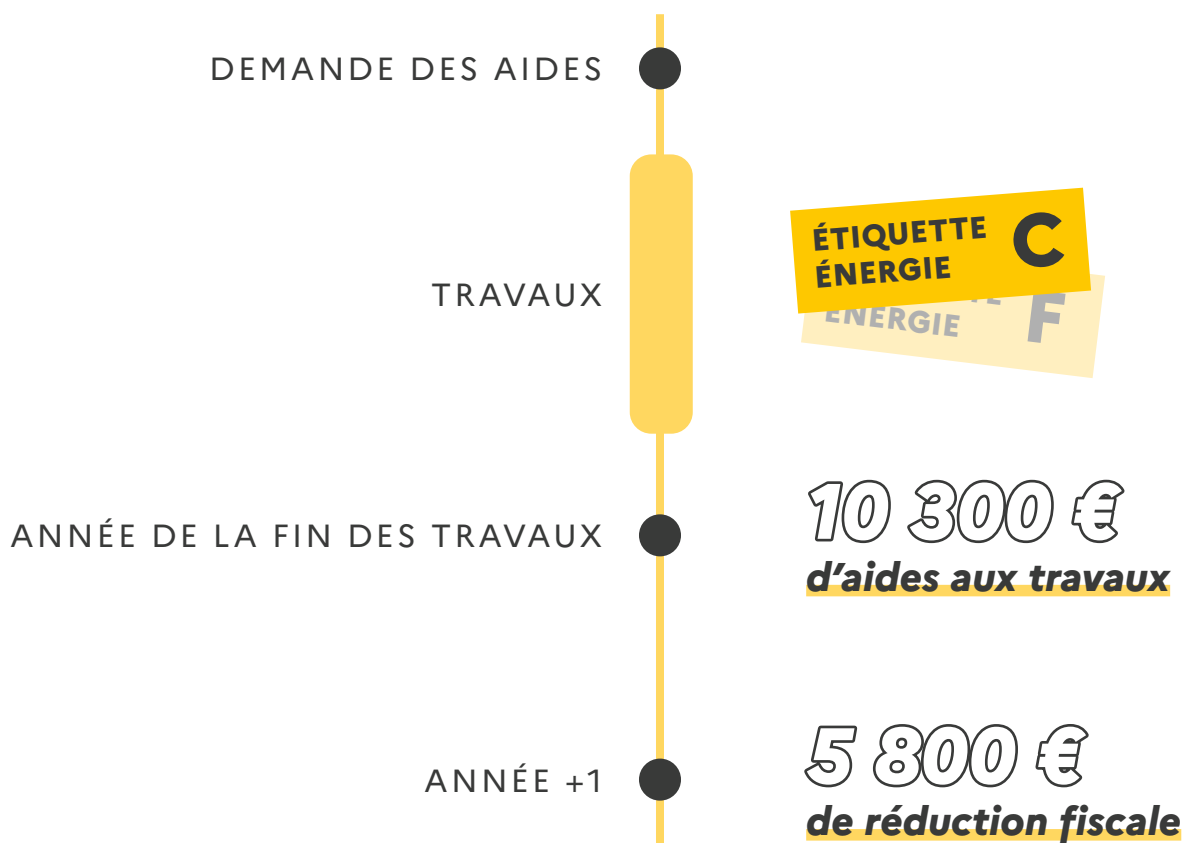 DEMANDE DES AIDES
TRAVAUX
ÉTIQUETTE
ÉNERGIE
C
ÉNERGIE
F
ANNÉE DE LA FIN DES TRAVAUX
10 300 €
d'aides aux travaux
ANNÉE +1
5 800 €
de réduction fiscale